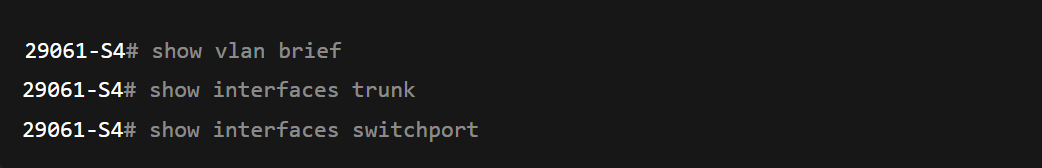 29061-S4# show vlan brief
29061-S4# show interfaces trunk
29061-S4# show interfaces switchport